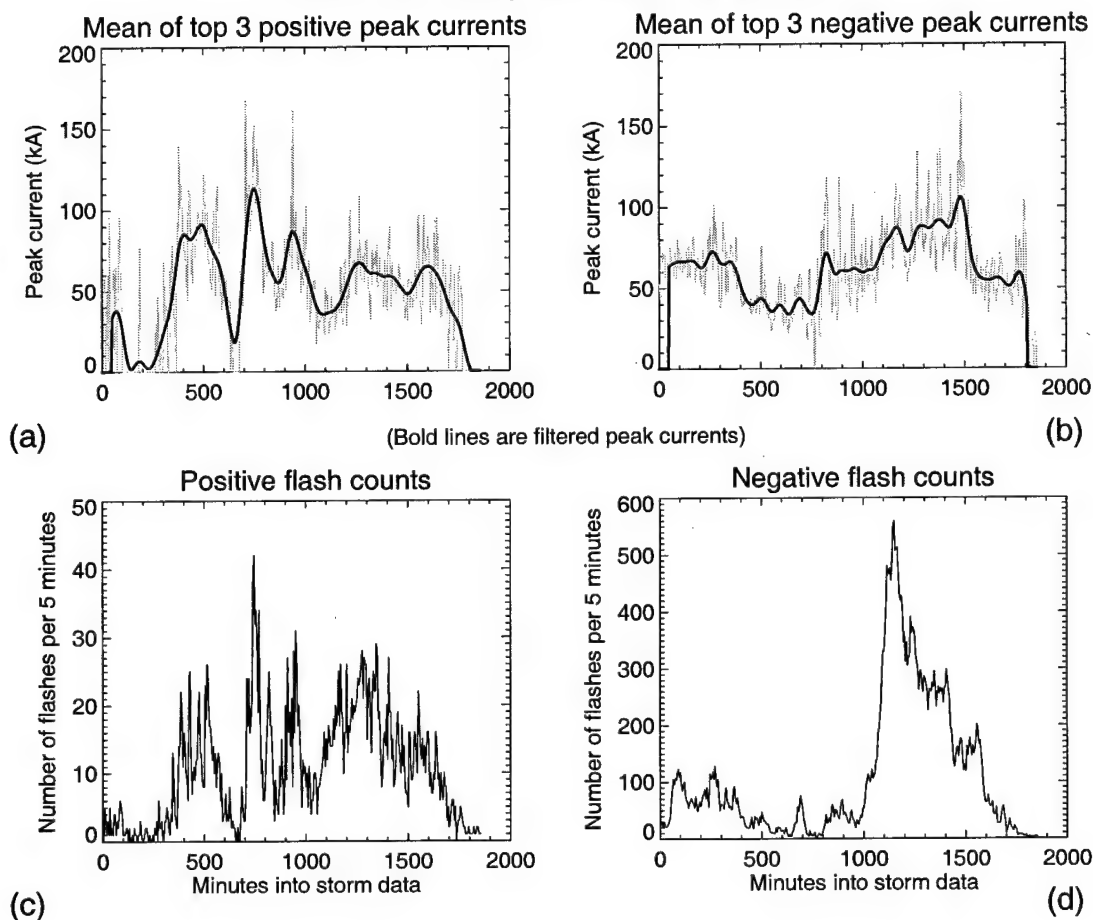 Mean of top 3 positive peak currents
Mean of top 3 negative peak currents
200
150
100
50
0
Peak current (kA)
0 500 1000 1500 2000
200
150
100
50
0
Peak current (kA)
0 500 1000 1500 2000
(a)
(Bold lines are filtered peak currents)
(b)
Positive flash counts
Negative flash counts
50
40
30
20
10
0
Number of flashes per 5 minutes
0 500 1000 1500 2000
Minutes into storm data
600
500
400
300
200
100
0
Number of flashes per 5 minutes
0 500 1000 1500 2000
Minutes into storm data
(c)
(d)